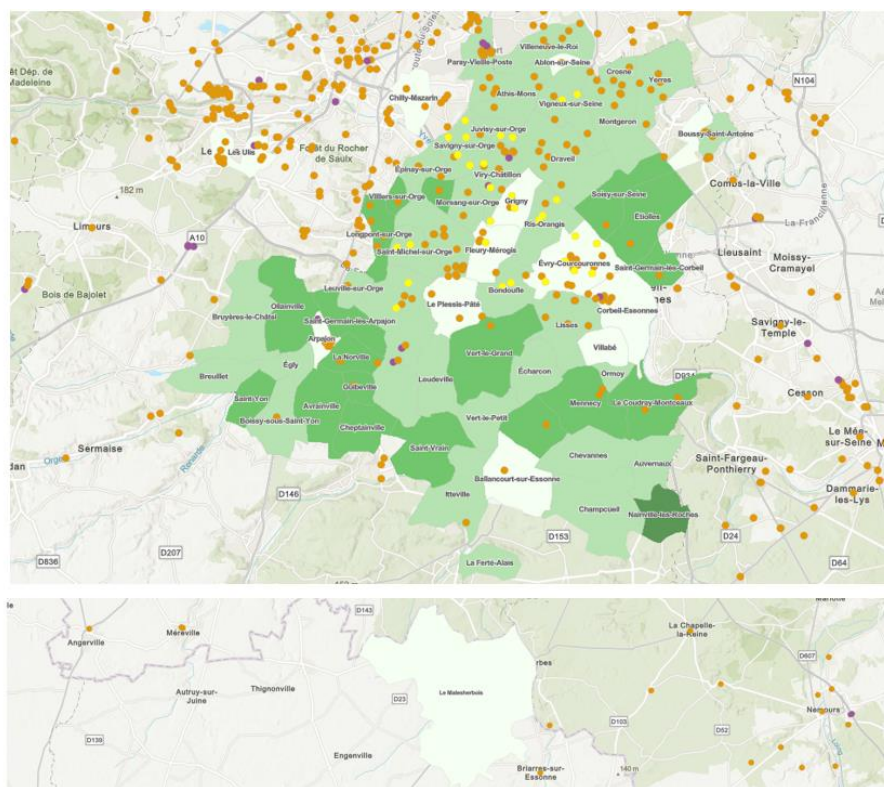 Villeneuve-le-Roi
Ablon-sur-Seine
Paray-Vieille-Poste
Crosne
Yerres
N104
êt Dép. de
Madeleine
Chilly-Mazarin
Athis-Mons
Vigneux-sur-Seine
Juvisy-sur-Orge
Montgeron
Boussy-Saint-Antoine
Les Ulis
Forêt du Rocher
de Saulx
Savigny-sur-Orge
Draveil
Épinay-sur-Orge
Viry-Châtillon
182 m
Villiers-sur-Orge
Morsang-sur-Orge
Grigny
Soisy-sur-Seine
Combs-la-Ville
Étiolles
Limours
A10
Longpont-sur-Orge
Ris-Orangis
La Francilienne
Saint-Michel-sur-Orge
Fleury-Mérogis
Lieusaint
Évry-Courcouronnes
Saint-Germain-lès-Corbeil
Moissy-
Cramayel
Bois de Bajolet
Leuville-sur-Orge
Bondoufle
Ollainville
Le Plessis-Pâté
Corbeil-Essonnes
Bruyères-le-Châtel
Saint-Germain-lès-Arpajon
Lisses
Savigny-le-
Temple
Arpajon
Villabé
La Norville
Vert-le-Grand
Égly
Écharcon
Ormoy
Breuillet
Guibeville
Leudeville
D934
Cesson
Saint-Yon
Avrainville
Mennecy
Le Coudray-Montceaux
Boissy-sous-Saint-Yon
Cheptainville
Vert-le-Petit
Le Mée-
sur-Seine
Sermaise
Orge
Renarde
Saint-Vrain
Chevannes
Auvernaux
Saint-Fargeau-
Ponthierry
Ballancourt-sur-Essonne
Dammarie-
les-Lys
D146
Itteville
Champcueil
Nainville-les-Roches
D207
D153
D24
D836
D64
La Ferté-Alais
D143
Angerville
Méréville
La Chapelle-
la-Reine
D607
Autruy-sur-
Juine
Thignonville
D23
Le Malesherbois
Nemours
D103
D52
D139
Engenville
Briarres-sur-
Essonne
140 m
Loing